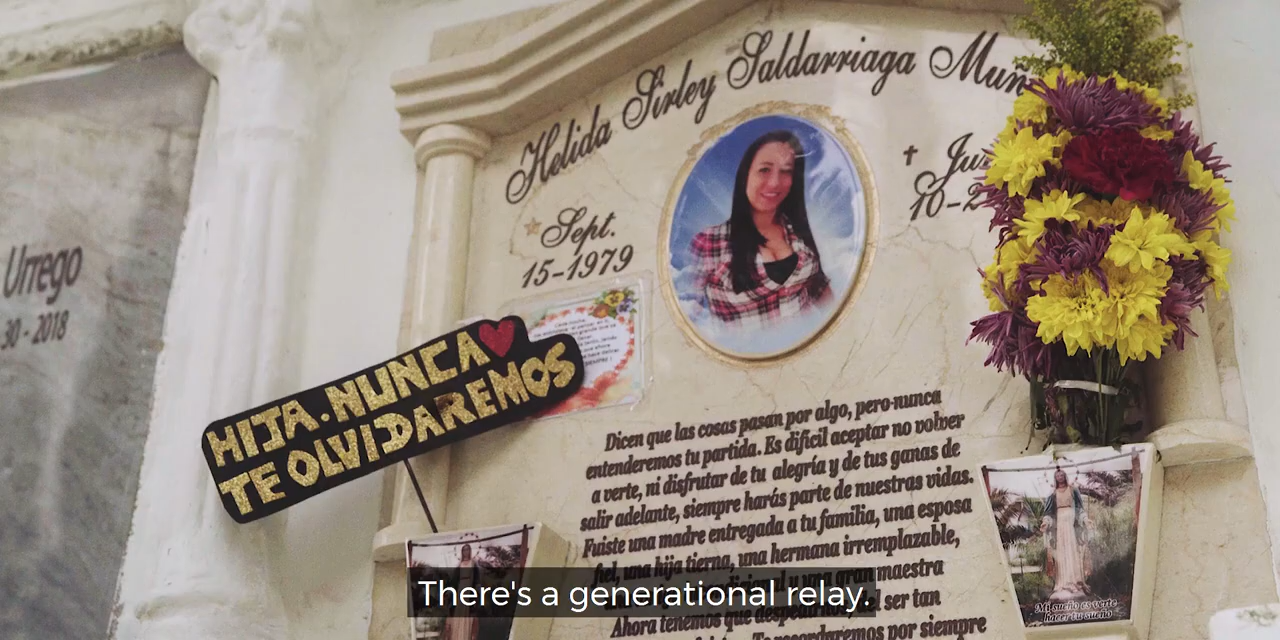 Helida Sirley Saldarriaga Muñ
Sept.
15-1979
✝ Ju
10-2
Urrego
30 - 2018
HIJA. NUNCA
TE OLVIDAREMOS
Dicen que las cosas pasan por algo, pero nunca
entenderemos tu partida. Es dificil aceptar no volver
a verte, ni disfrutar de tu alegría y de tus ganas de
salir adelante, siempre harás parte de nuestras vidas.
Fuiste una madre entregada a tu familia, una esposa
fiel, una hija tierna, una hermana irremplazable,
y una gran maestra
Ahora tenemos que despedirnos ser tan
Te recordaremos por siempre
Mi sueño es verte
hacer tu sueño
There's a generational relay.